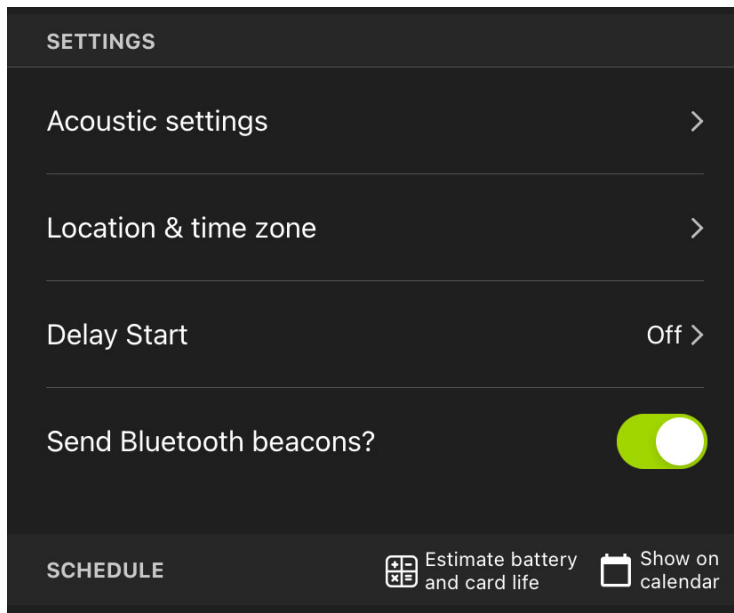 SETTINGS
Acoustic settings
Location & time zone
Delay Start Off
Send Bluetooth beacons?
SCHEDULE
Estimate battery
and card life
Show on
calendar